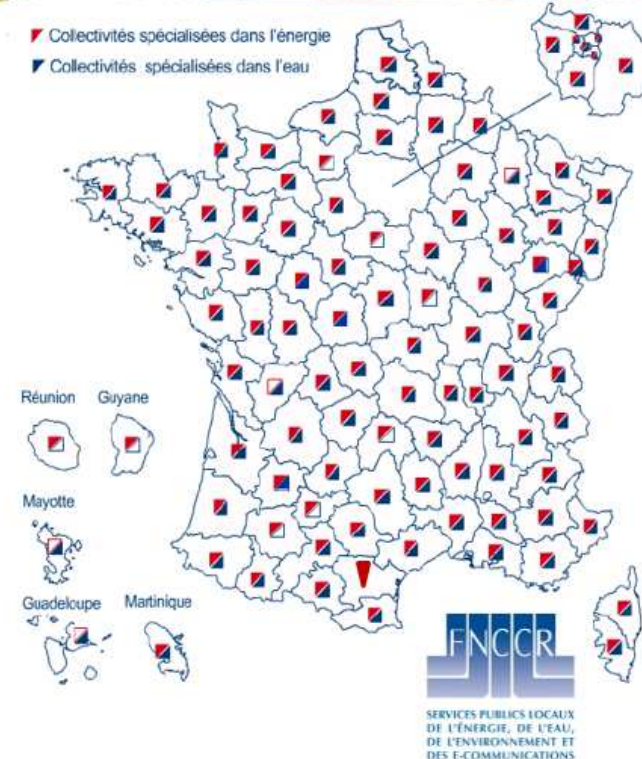 Collectivités spécialisées dans l'énergie
Collectivités spécialisées dans l'eau
Réunion
Guyane
Mayotte
Guadeloupe
Martinique
FNCCR
SERVICES PUBLICS LOCAUX
DE L'ÉNERGIE, DE L'EAU,
DE L'ENVIRONNEMENT ET
DES E-COMMUNICATIONS